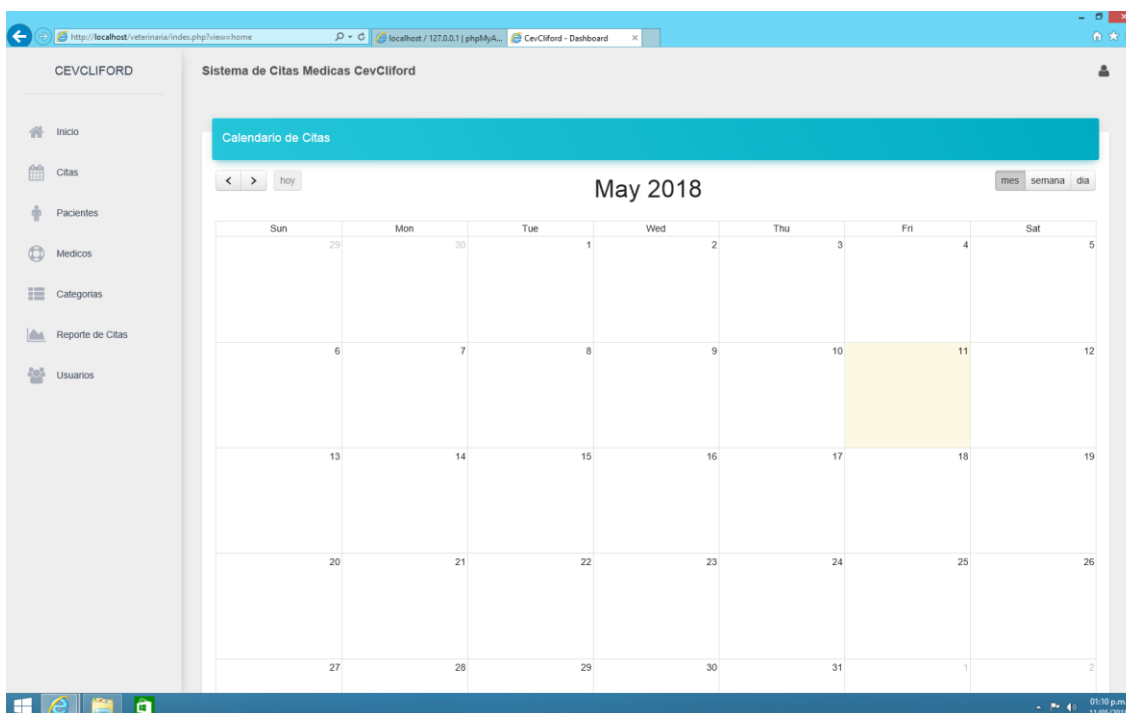 http://localhost/veterinaria/index.php?view=home
localhost / 127.0.0.1 | phpMyA...
CevCliford - Dashboard
CEVCLIFORD
Sistema de Citas Medicas CevCliford
Inicio
Citas
Pacientes
Medicos
Categorias
Reporte de Citas
Usuarios
Calendario de Citas
hoy
May 2018
mes semana dia
Sun Mon Tue Wed Thu Fri Sat
29 30 1 2 3 4 5
6 7 8 9 10 11 12
13 14 15 16 17 18 19
20 21 22 23 24 25 26
27 28 29 30 31 1 2
01:10 p.m.